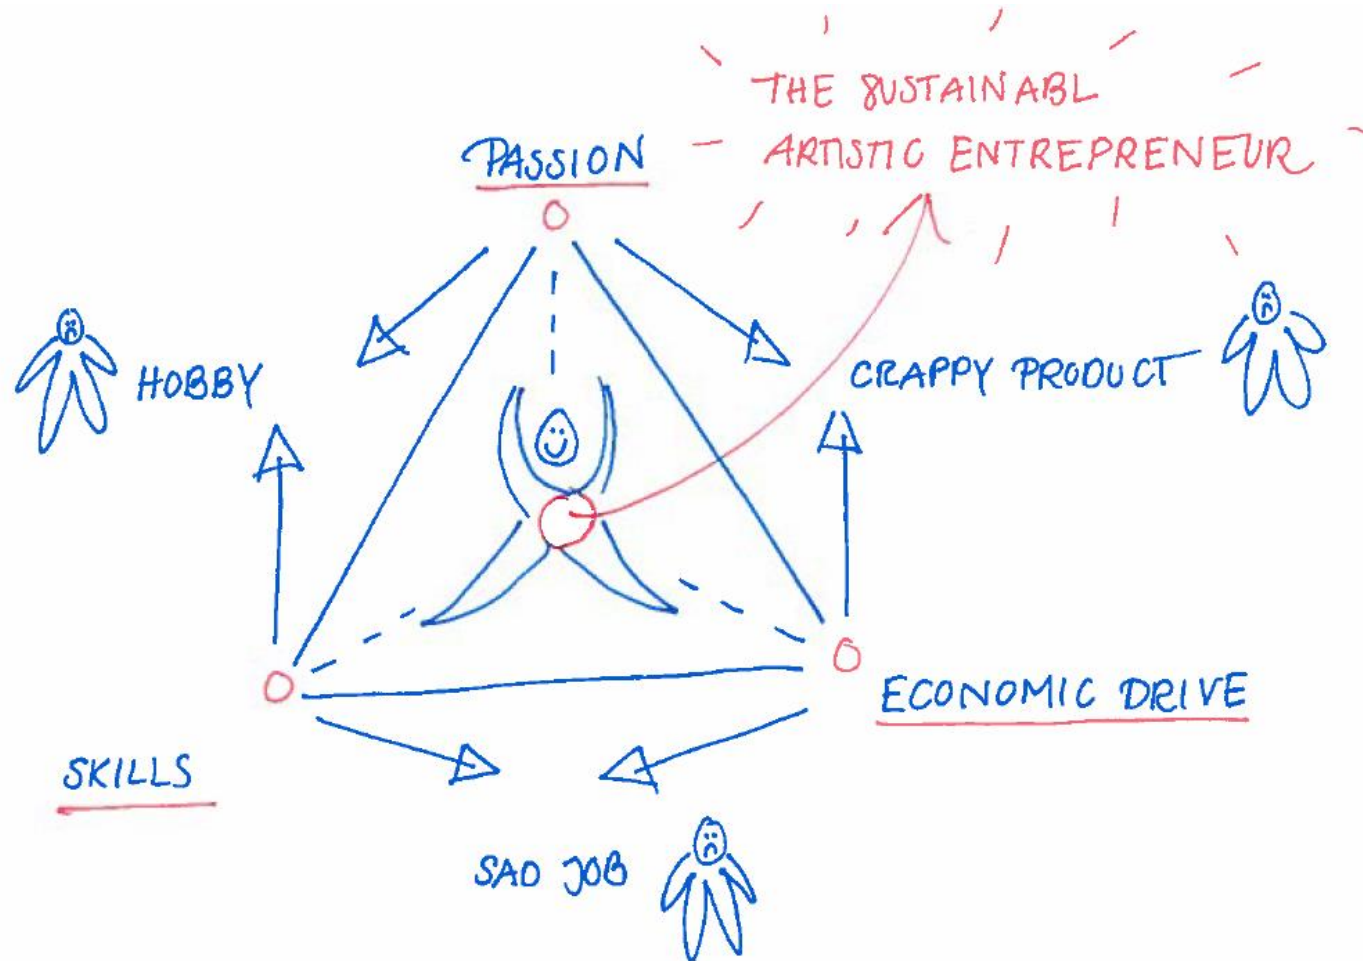 THE SUSTAINABL
PASSION
ARTISTIC ENTREPRENEUR
HOBBY
CRAPPY PRODUCT
ECONOMIC DRIVE
SKILLS
SAD JOB